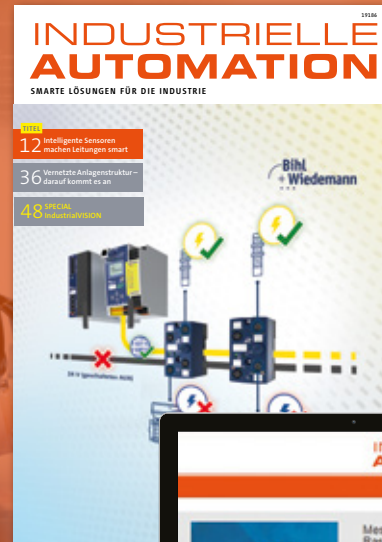 19186
INDUSTRIELLE
AUTOMATION
SMARTE LÖSUNGEN FÜR DIE INDUSTRIE
TITEL
12 Intelligente Sensoren
machen Leitungen smart
36 Vernetzte Anlagenstruktur –
darauf kommt es an
48 SPECIAL
IndustrialVISION
Bihl
+ Wiedemann